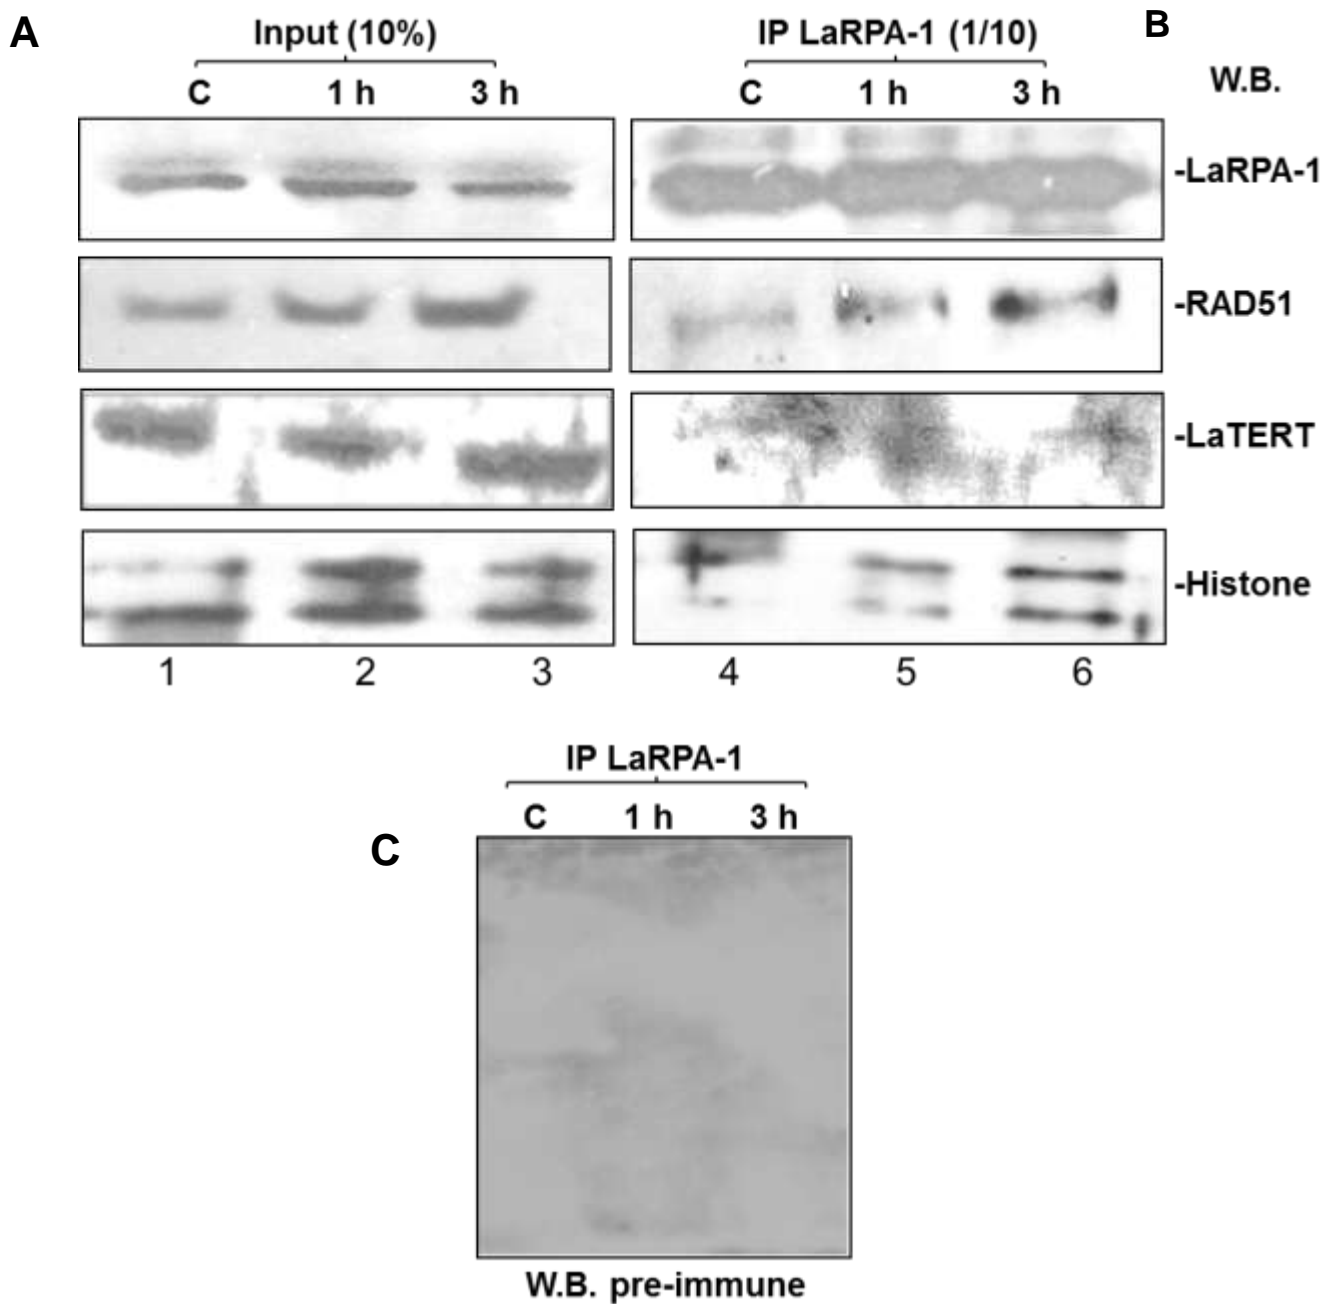 A
Input (10%)
C 1 h 3 h
IP LaRPA-1 (1/10)
C 1 h 3 h
B
W.B.
-LaRPA-1
-RAD51
-LaTERT
-Histone
1 2 3
4 5 6
IP LaRPA-1
C 1 h 3 h
C
W.B. pre-immune